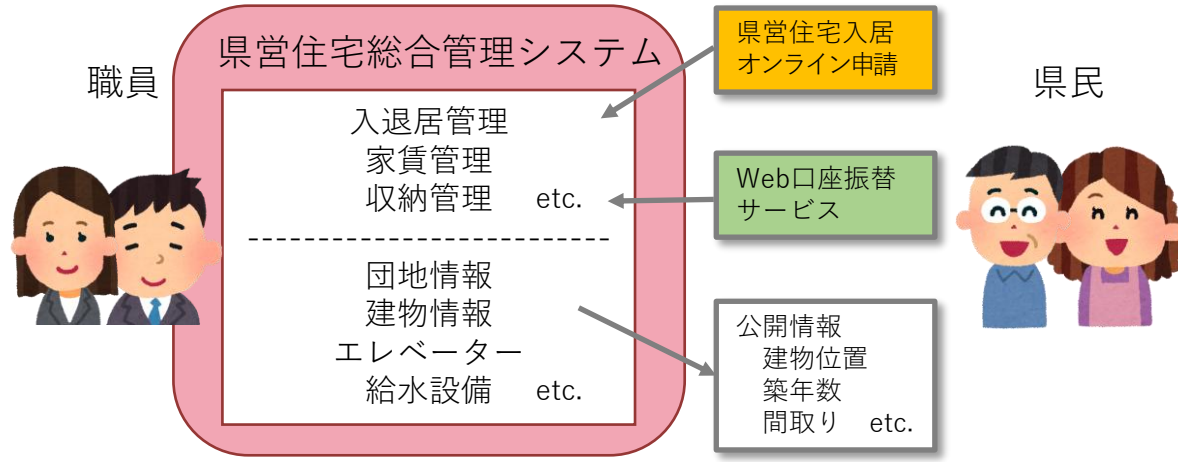 職員
県営住宅総合管理システム
入退居管理
家賃管理
収納管理　etc.
--------------------------
団地情報
建物情報
エレベーター
給水設備　etc.
県営住宅入居
オンライン申請
Web口座振替
サービス
公開情報
建物位置
築年数
間取り　etc.
県民